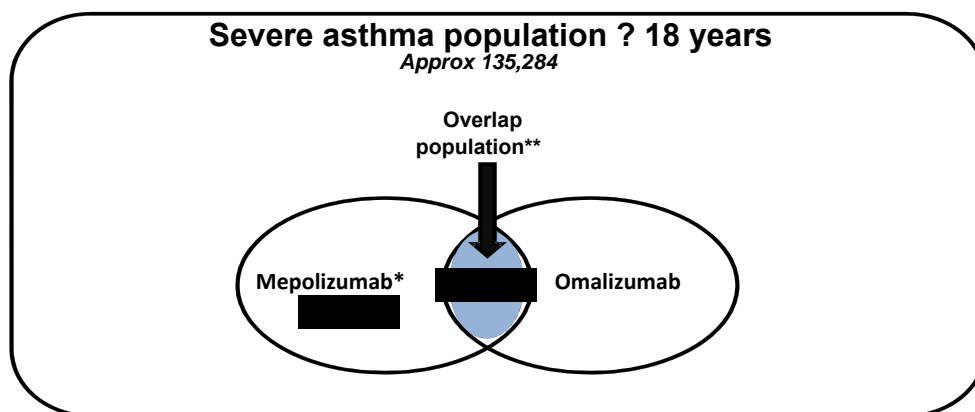 Severe asthma population ? 18 years
Approx 135,284
Overlap
population**
Mepolizumab*
Omalizumab